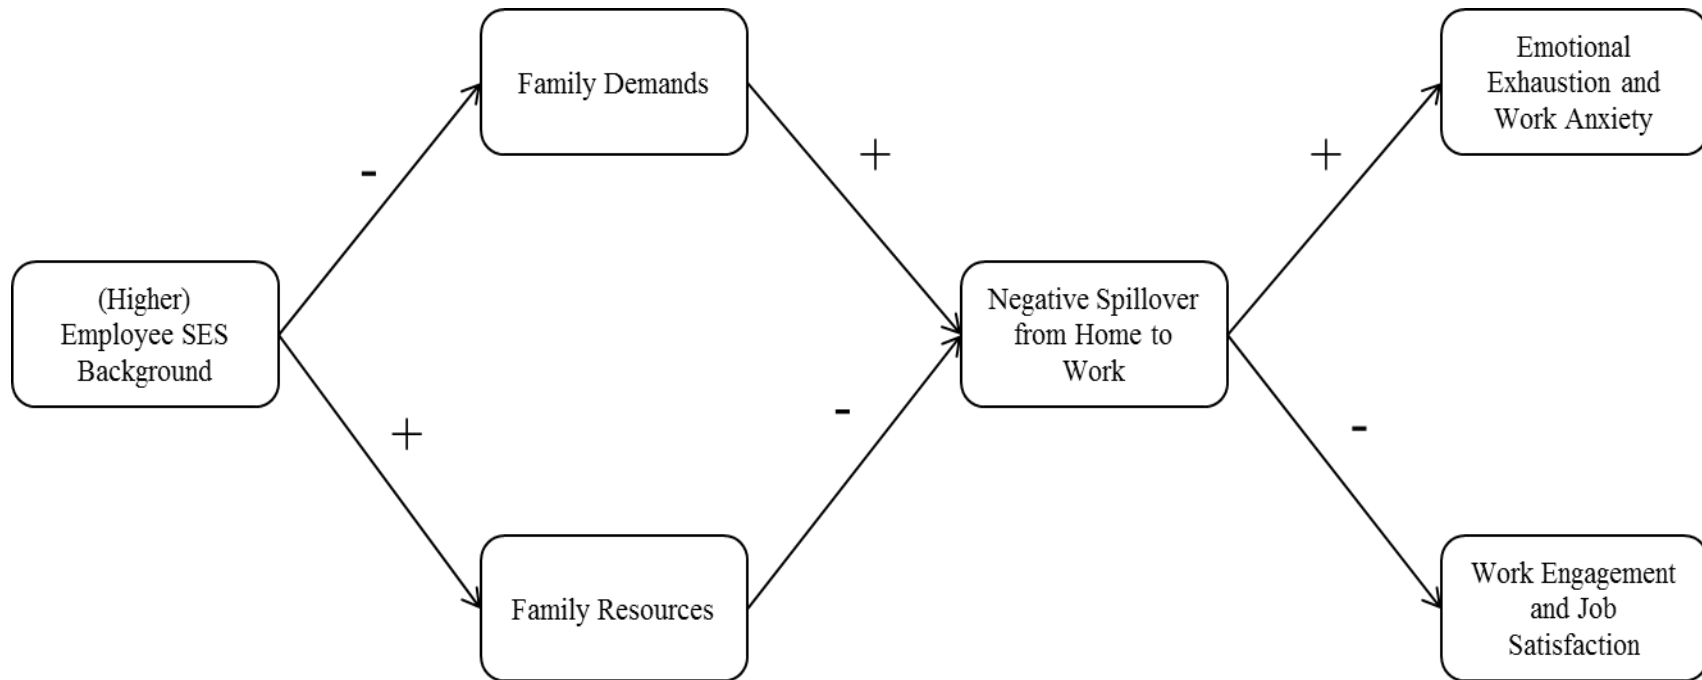 (Higher)
Employee SES
Background
-
+
Family Demands
Family Resources
+
-
Negative Spillover
from Home to
Work
+
-
Emotional
Exhaustion and
Work Anxiety
Work Engagement
and Job
Satisfaction